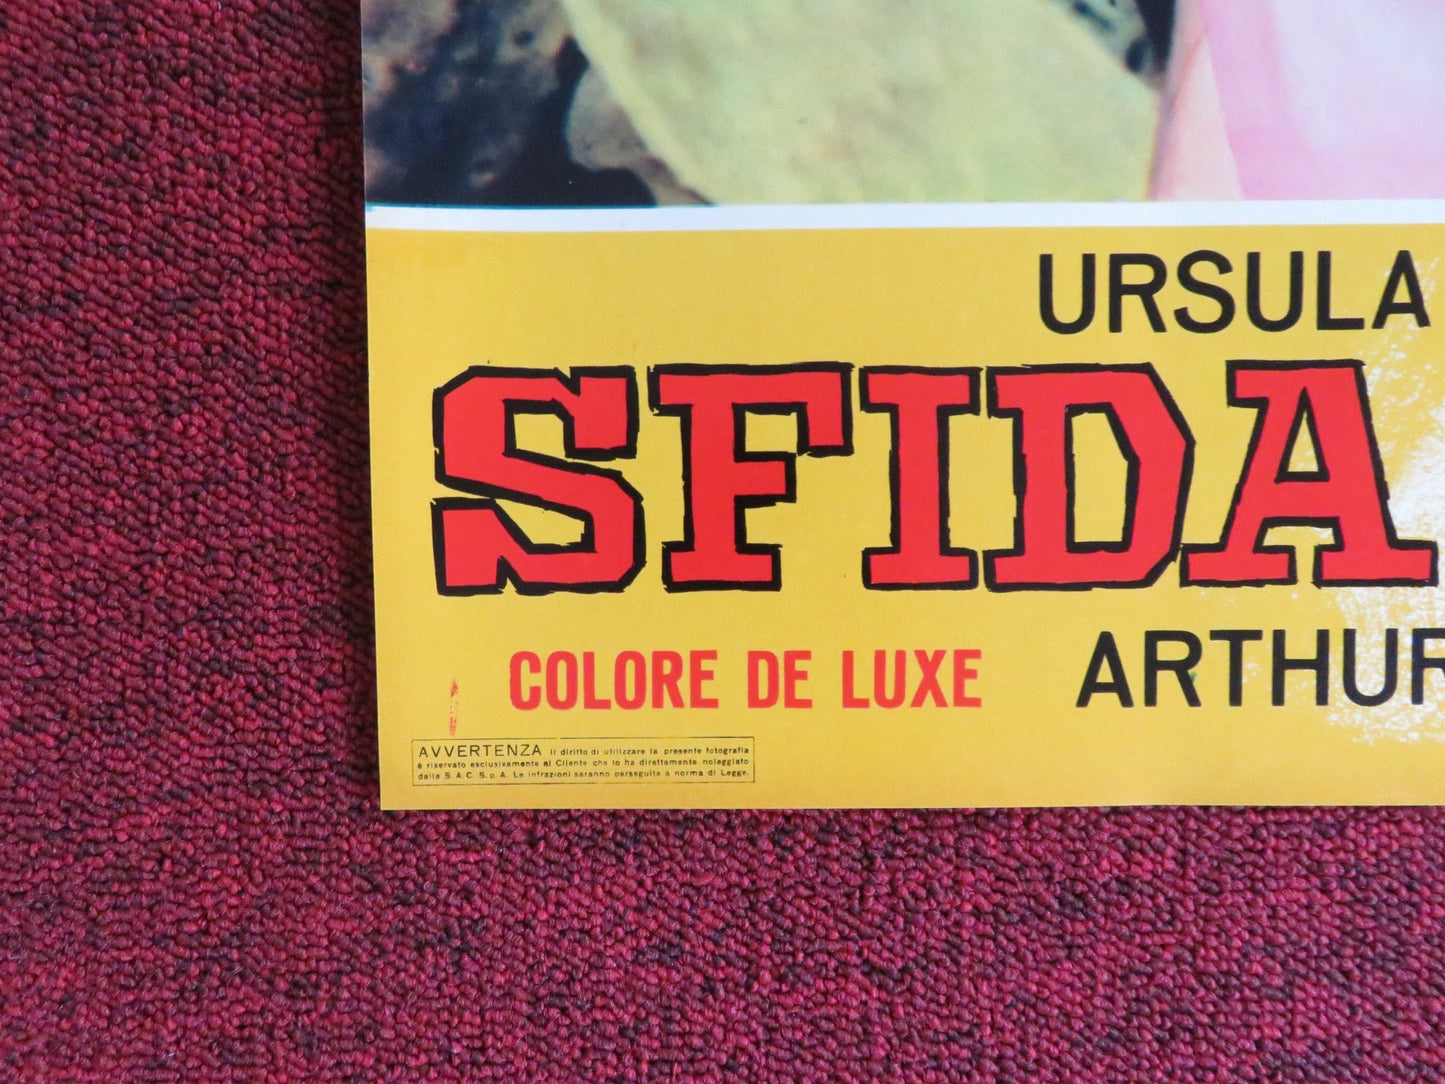 URSULA
SFIDA
COLORE DE LUXE
ARTHUR
AVVERTENZA Il diritto di utilizzare la presente fotografia
è riservato esclusivamente al Cliente che lo ha direttamente noleggiato
dalla S. A. C. S. p. A. Le infrazioni saranno perseguite a norma di Legge.